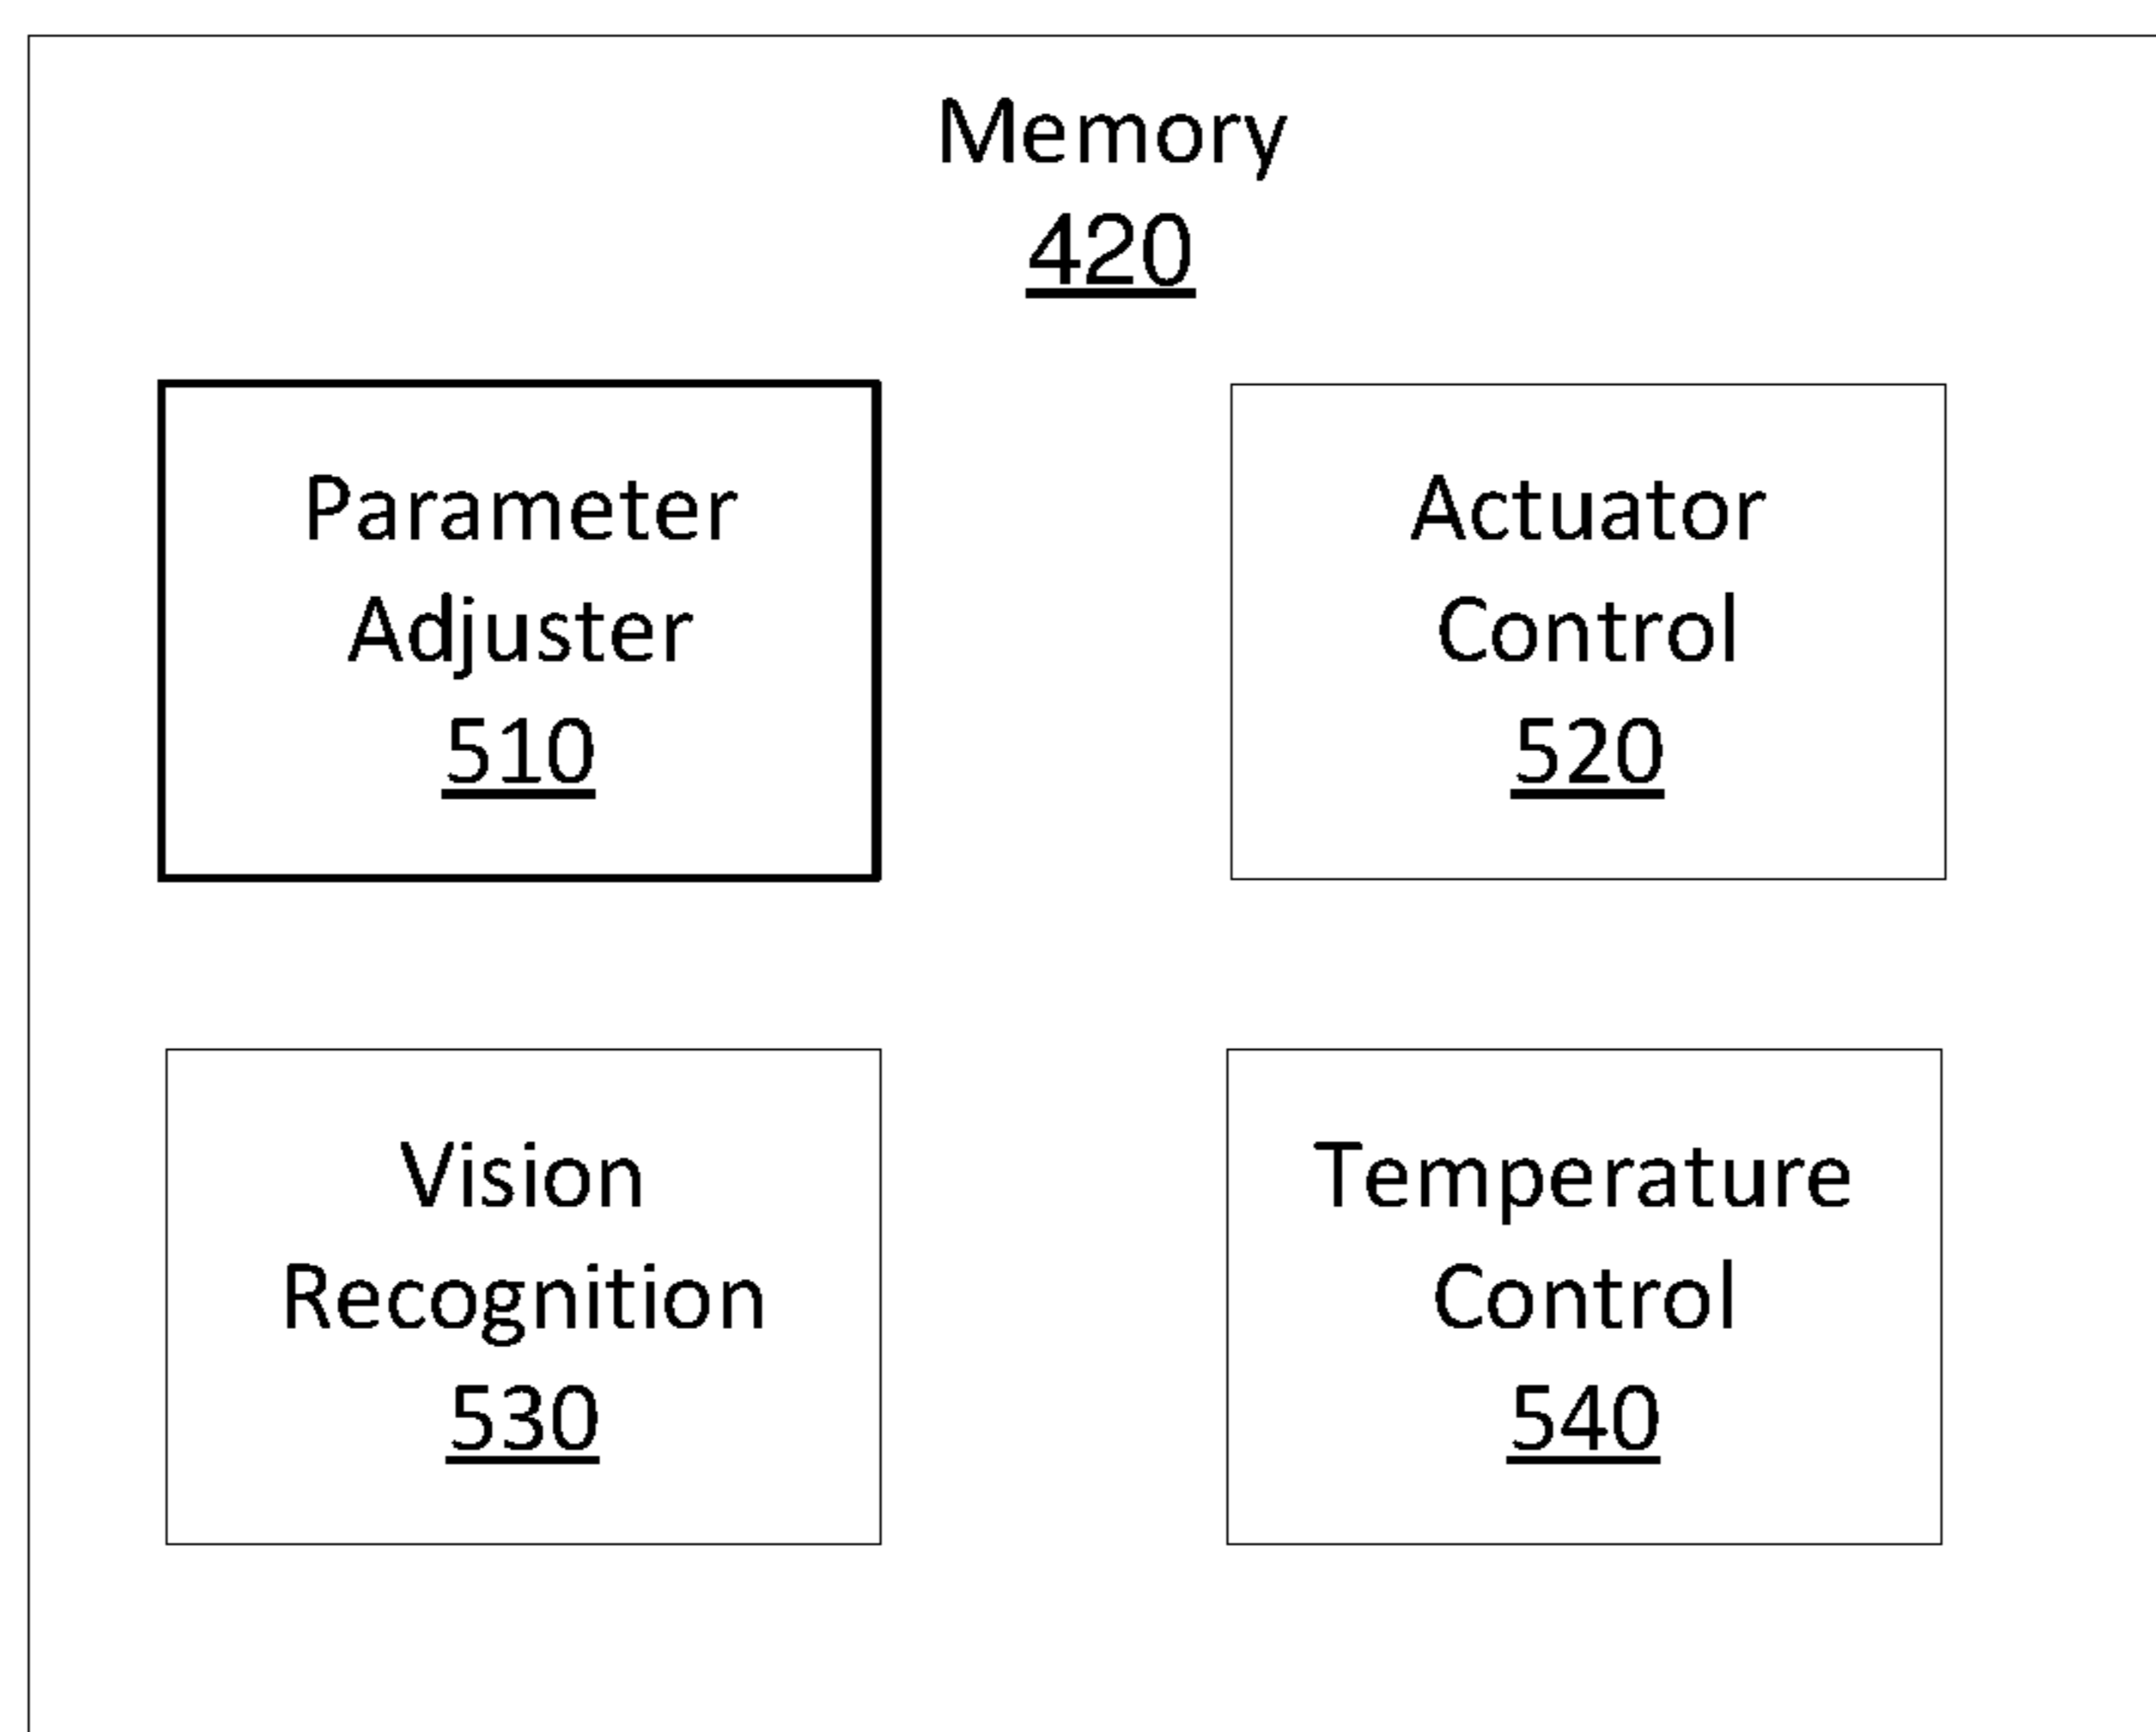 Memory
420
Parameter
Adjuster
510
Actuator
Control
520
Vision
Recognition
530
Temperature
Control
540